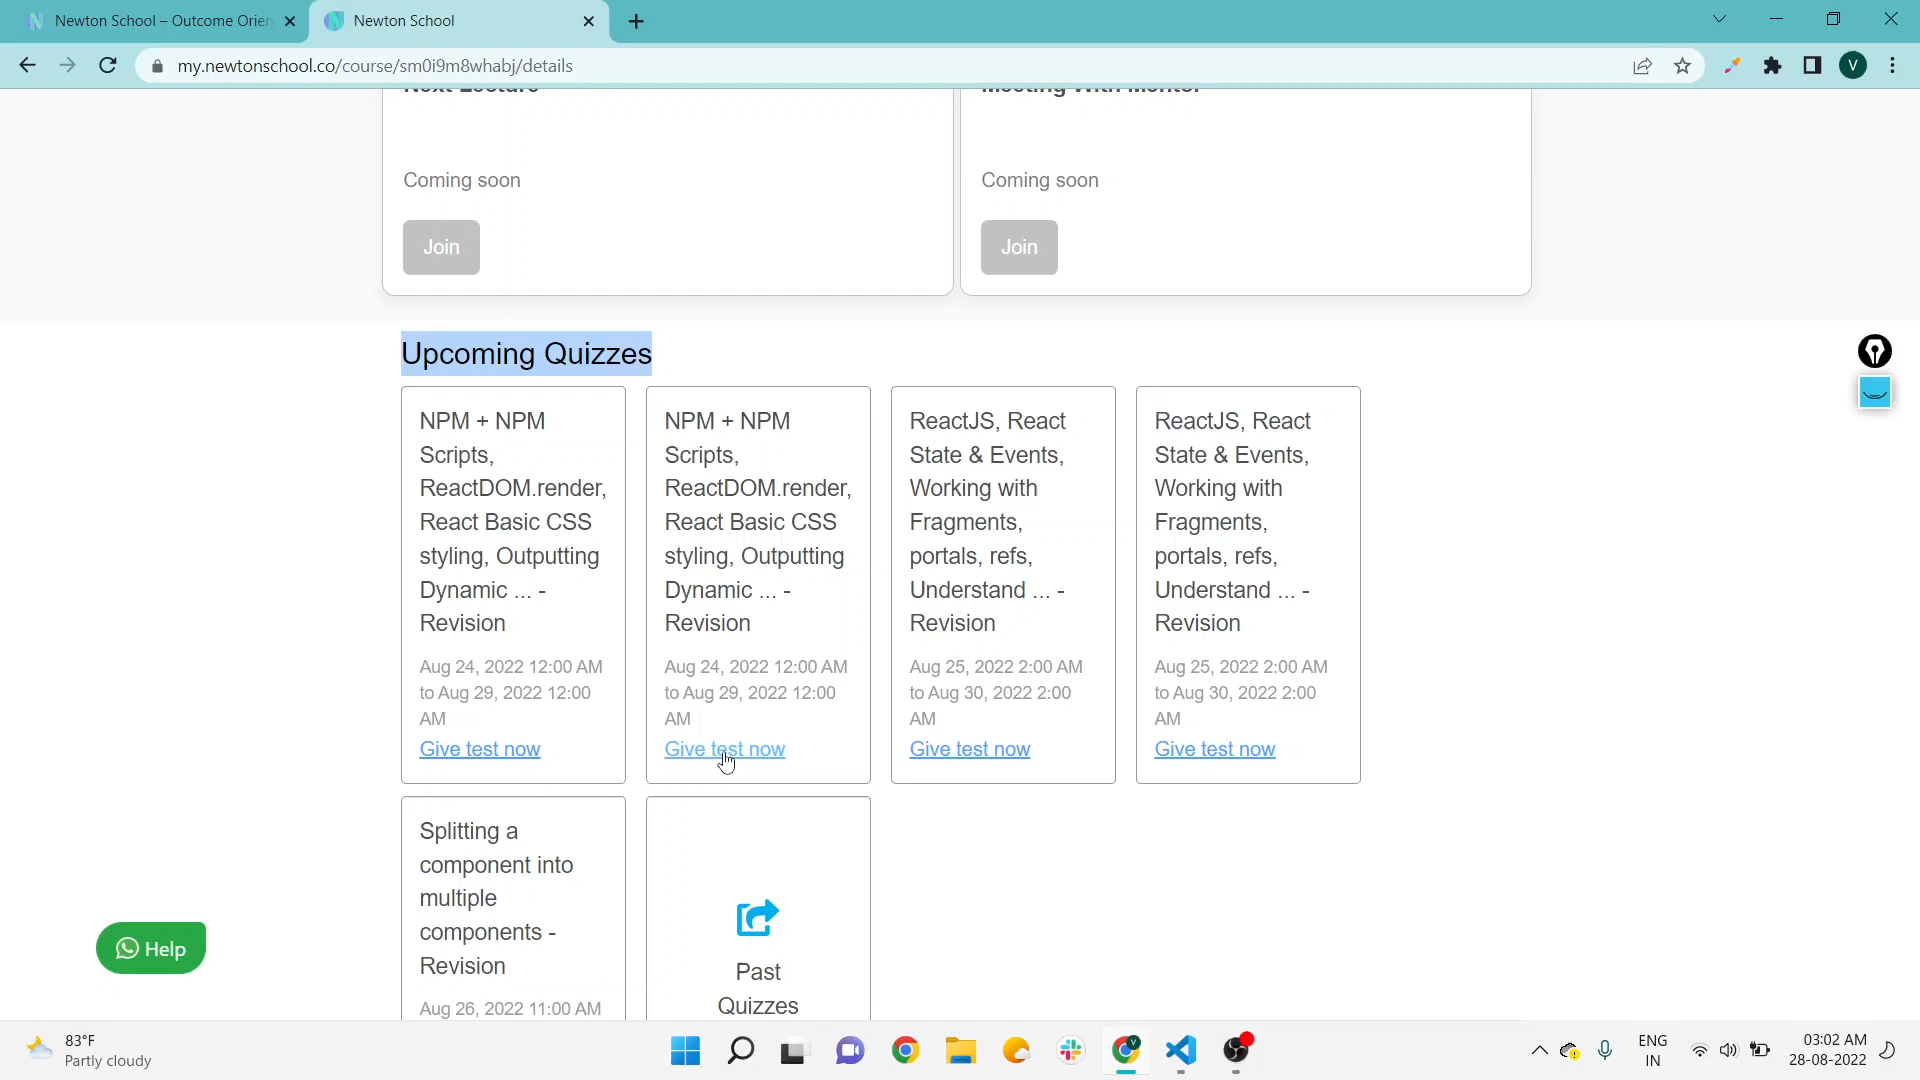 Newton School – Outcome Orien
Newton School
my.newtonschool.co/course/sm0i9m8whabj/details
V
Next Lecture
Meeting With Mentor
Coming soon
Coming soon
Join
Join
Upcoming Quizzes
NPM + NPM
Scripts,
ReactDOM.render,
React Basic CSS
styling, Outputting
Dynamic ... -
Revision
Aug 24, 2022 12:00 AM
to Aug 29, 2022 12:00
AM
Give test now
NPM + NPM
Scripts,
ReactDOM.render,
React Basic CSS
styling, Outputting
Dynamic ... -
Revision
Aug 24, 2022 12:00 AM
to Aug 29, 2022 12:00
AM
Give test now
ReactJS, React
State & Events,
Working with
Fragments,
portals, refs,
Understand ... -
Revision
Aug 25, 2022 2:00 AM
to Aug 30, 2022 2:00
AM
Give test now
ReactJS, React
State & Events,
Working with
Fragments,
portals, refs,
Understand ... -
Revision
Aug 25, 2022 2:00 AM
to Aug 30, 2022 2:00
AM
Give test now
Splitting a
component into
multiple
components -
Revision
Aug 26, 2022 11:00 AM
Past
Quizzes
Help
83°F
Partly cloudy
ENG
IN
03:02 AM
28-08-2022